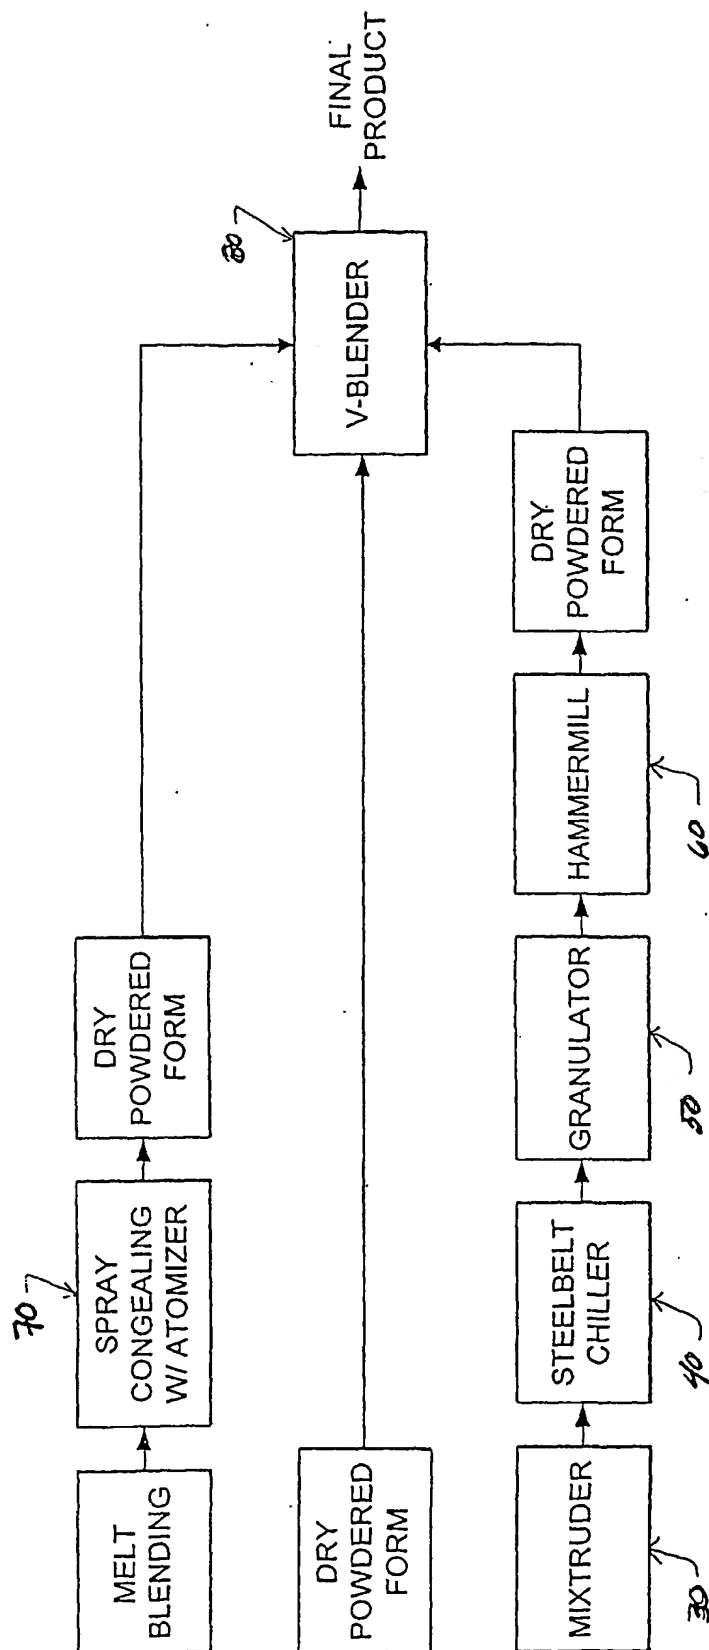 MELT
BLENDING
70
SPRAY
CONGEALING
W/ ATOMIZER
DRY
POWDERED
FORM
DRY
POWDERED
FORM
80
V-BLENDER
FINAL
PRODUCT
MIXTRUDER
30
STEELBELT
CHILLER
40
GRANULATOR
50
HAMMERMILL
60
DRY
POWDERED
FORM